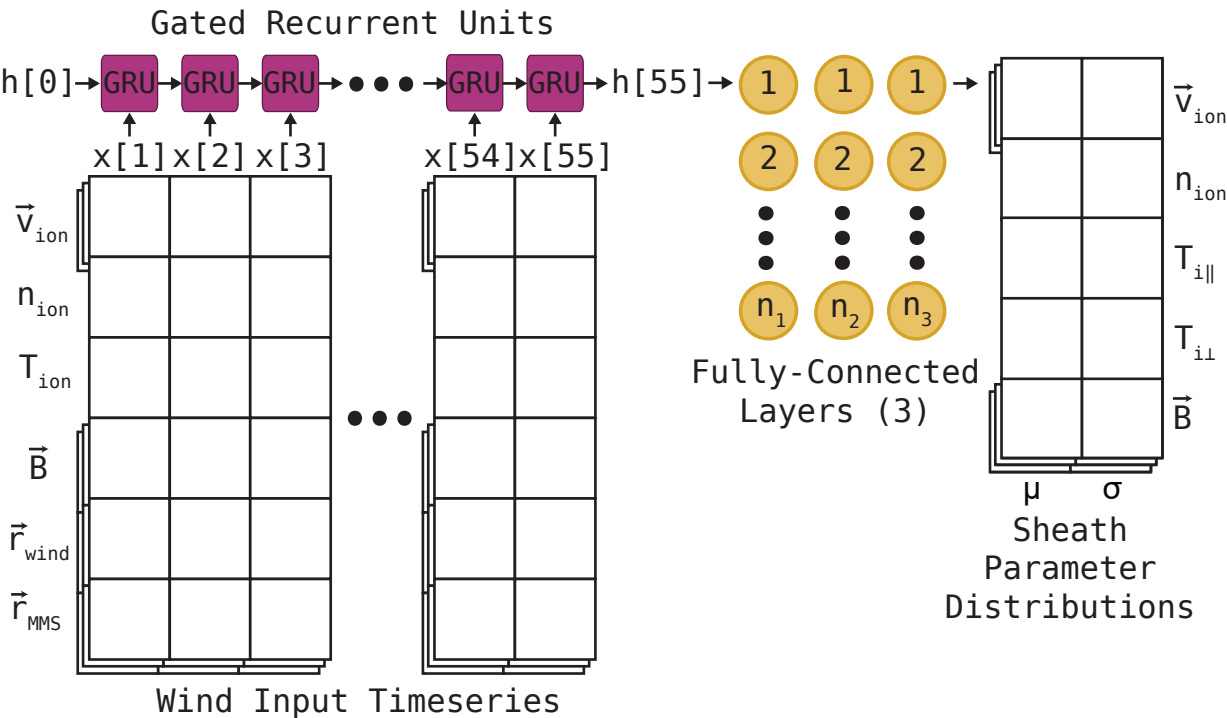 Gated Recurrent Units
h[0] GRU GRU GRU GRU GRU h[55] 1 1 1
x[1] x[2] x[3] x[54] x[55] 2 2 2
n₁ n₂ n₃
Fully-Connected
Layers (3)
v⃗ion
nion
Tion
B⃗
r⃗wind
r⃗MMS
Wind Input Timeseries
v⃗ion
nion
Ti∥
Ti⊥
B⃗
μ σ
Sheath
Parameter
Distributions